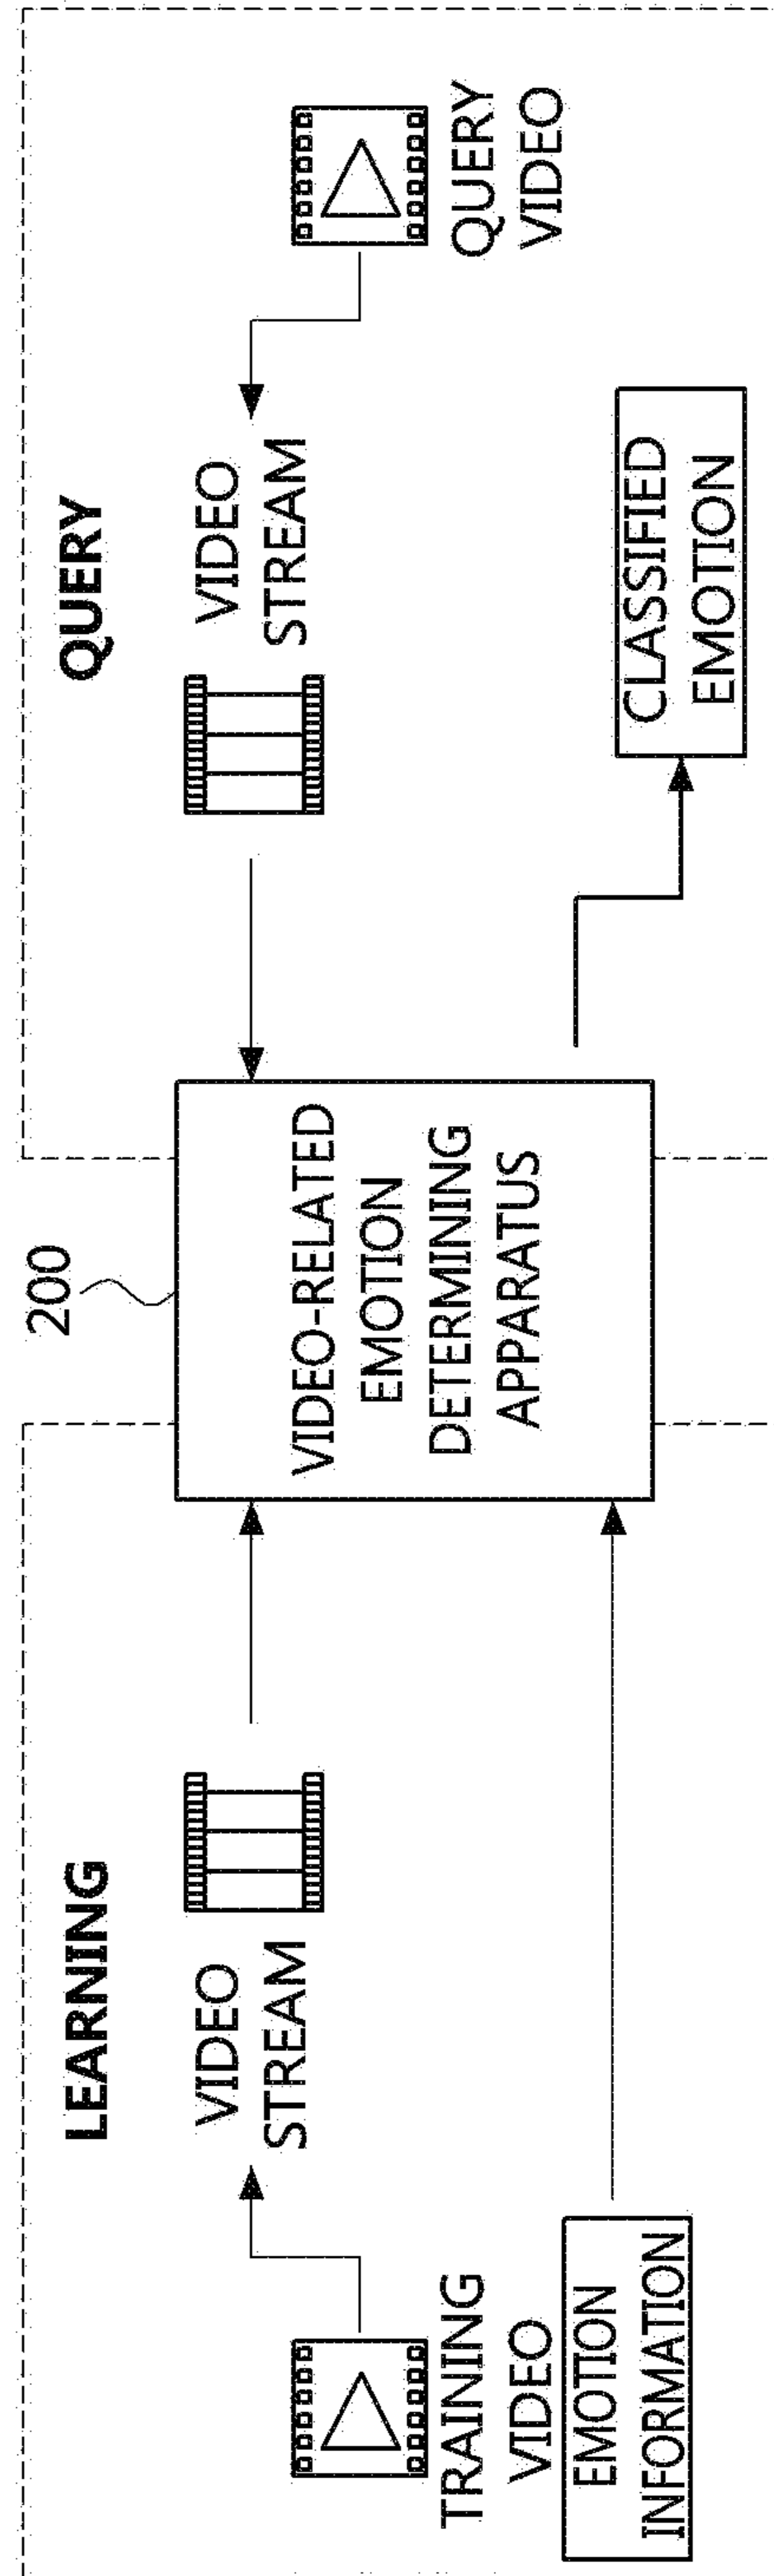 LEARNING
VIDEO
STREAM
TRAINING
VIDEO
EMOTION
INFORMATION
200
VIDEO-RELATED
EMOTION
DETERMINING
APPARATUS
QUERY
VIDEO
STREAM
QUERY
VIDEO
CLASSIFIED
EMOTION